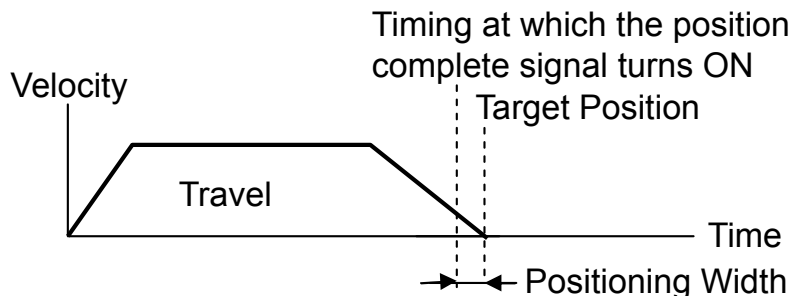 Timing at which the position
complete signal turns ON
Velocity
Target Position
Travel
Time
Positioning Width